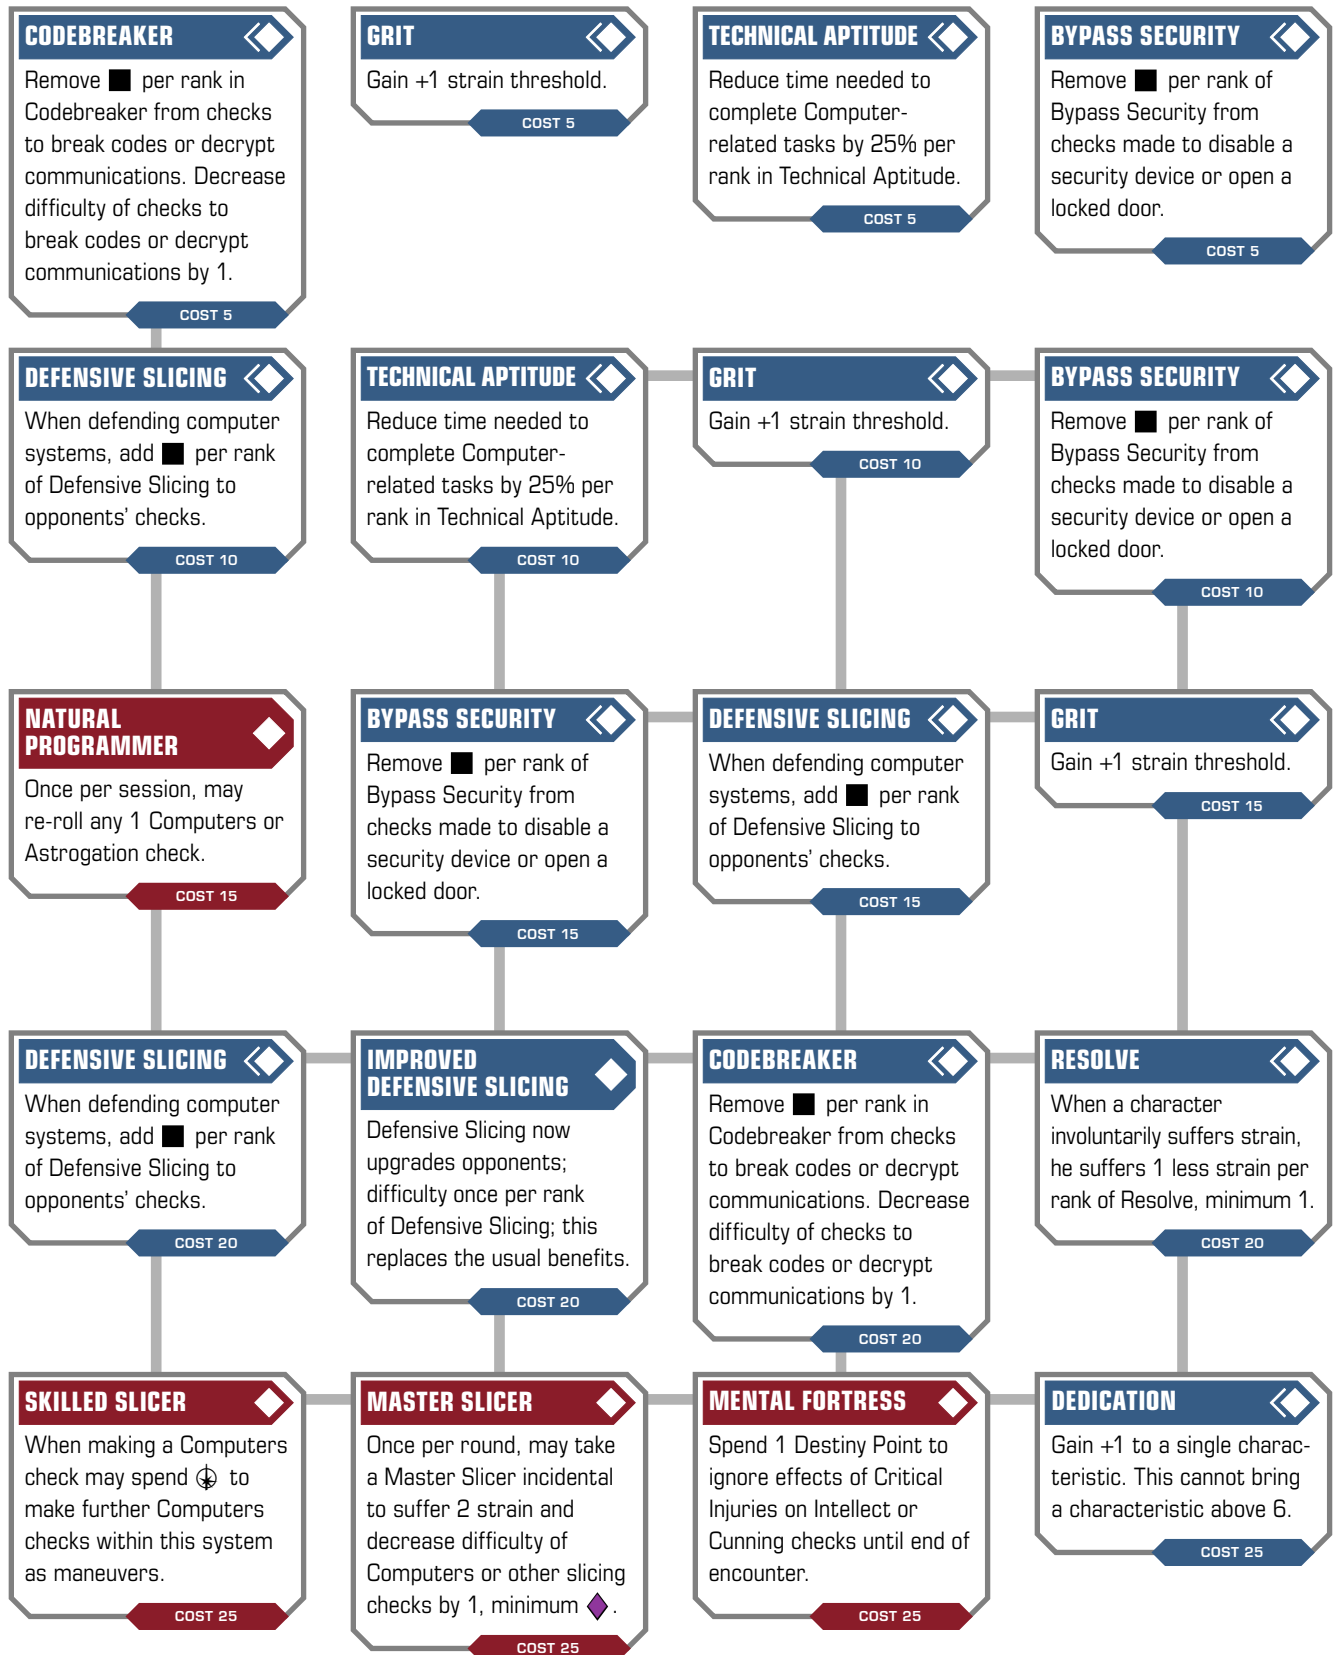 CODEBREAKER
Remove per rank in
Codebreaker from checks
to break codes or decrypt
communications. Decrease
difficulty of checks to
break codes or decrypt
communications by 1.
COST 5
GRIT
Gain +1 strain threshold.
COST 5
TECHNICAL APTITUDE
Reduce time needed to
complete Computer-
related tasks by 25% per
rank in Technical Aptitude.
COST 5
BYPASS SECURITY
Remove per rank of
Bypass Security from
checks made to disable a
security device or open a
locked door.
COST 5
DEFENSIVE SLICING
When defending computer
systems, add per rank
of Defensive Slicing to
opponents' checks.
COST 10
TECHNICAL APTITUDE
Reduce time needed to
complete Computer-
related tasks by 25% per
rank in Technical Aptitude.
COST 10
GRIT
Gain +1 strain threshold.
COST 10
BYPASS SECURITY
Remove per rank of
Bypass Security from
checks made to disable a
security device or open a
locked door.
COST 10
NATURAL
PROGRAMMER
Once per session, may
re-roll any 1 Computers or
Astrogation check.
COST 15
BYPASS SECURITY
Remove per rank of
Bypass Security from
checks made to disable a
security device or open a
locked door.
COST 15
DEFENSIVE SLICING
When defending computer
systems, add per rank
of Defensive Slicing to
opponents' checks.
COST 15
GRIT
Gain +1 strain threshold.
COST 15
DEFENSIVE SLICING
When defending computer
systems, add per rank
of Defensive Slicing to
opponents' checks.
COST 20
IMPROVED
DEFENSIVE SLICING
Defensive Slicing now
upgrades opponents;
difficulty once per rank
of Defensive Slicing; this
replaces the usual benefits.
COST 20
CODEBREAKER
Remove per rank in
Codebreaker from checks
to break codes or decrypt
communications. Decrease
difficulty of checks to
break codes or decrypt
communications by 1.
COST 20
RESOLVE
When a character
involuntarily suffers strain,
he suffers 1 less strain per
rank of Resolve, minimum 1.
COST 20
SKILLED SLICER
When making a Computers
check may spend to
make further Computers
checks within this system
as maneuvers.
COST 25
MASTER SLICER
Once per round, may take
a Master Slicer incidental
to suffer 2 strain and
decrease difficulty of
Computers or other slicing
checks by 1, minimum .
COST 25
MENTAL FORTRESS
Spend 1 Destiny Point to
ignore effects of Critical
Injuries on Intellect or
Cunning checks until end of
encounter.
COST 25
DEDICATION
Gain +1 to a single charac-
teristic. This cannot bring
a characteristic above 6.
COST 25